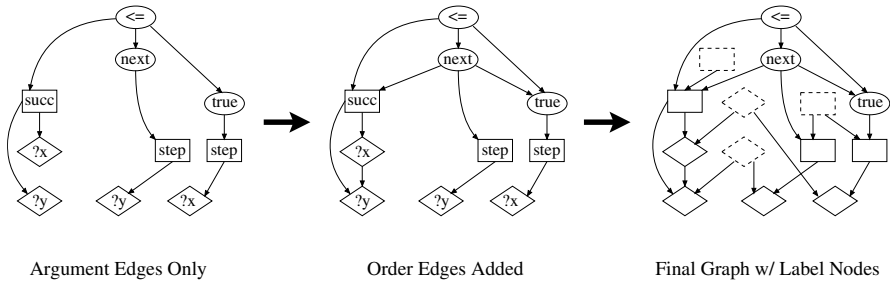 <= <= <=
next next next
succ true succ true true
?x step step ?x step step
?y ?y ?x ?y ?y ?x
Argument Edges Only Order Edges Added Final Graph w/ Label Nodes